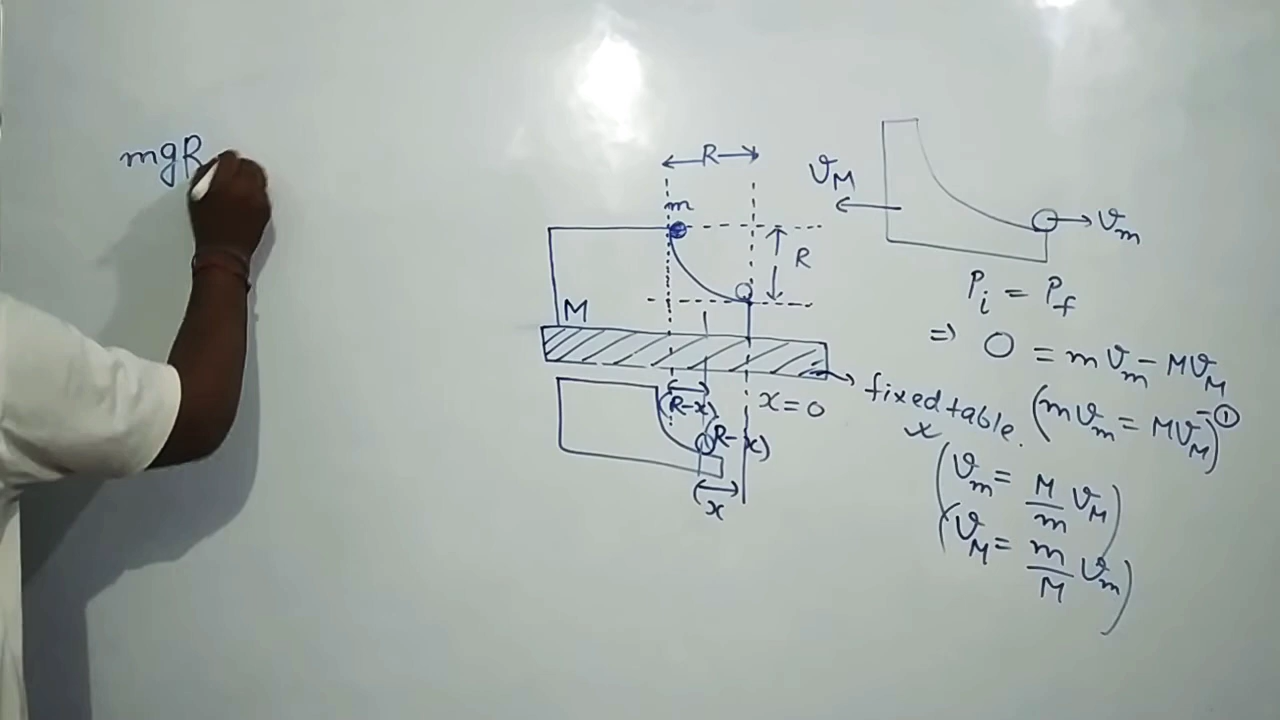 mgR
R
m
R
M
x=0
(R-x)
(R-x)
x
fixed table.
v_M
v_m
P_i = P_f
⇒ 0 = m v_m - M v_M
(m v_m = M v_M) -①
(v_m = M/m v_M)
(v_M = m/M v_m)